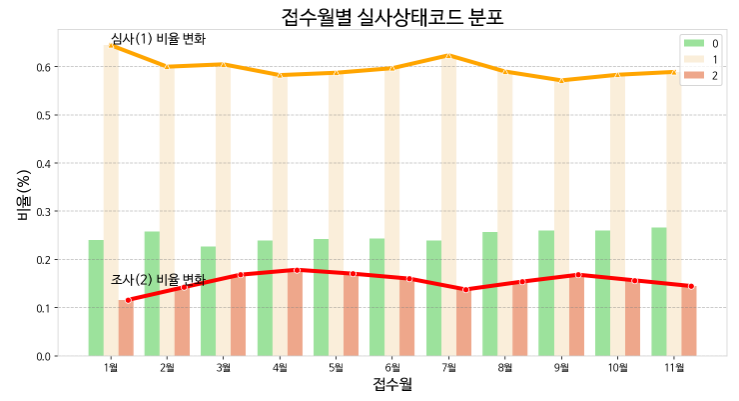 접수월별 실사상태코드 분포
심사(1) 비율 변화
0
1
2
0.6
0.5
0.4
0.3
0.2
조사(2) 비율 변화
0.1
0.0
비율(%)
1월 2월 3월 4월 5월 6월 7월 8월 9월 10월 11월
접수월